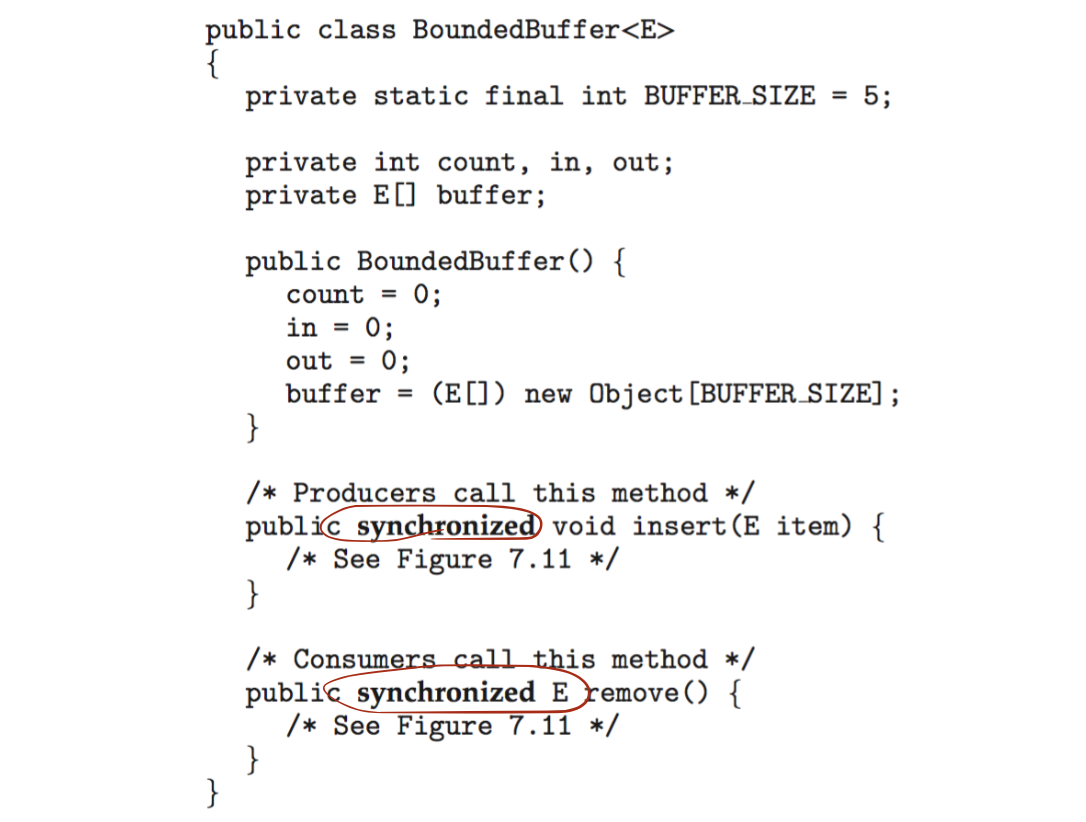 public class BoundedBuffer<E>
{
private static final int BUFFER_SIZE = 5;
private int count, in, out;
private E[] buffer;
public BoundedBuffer() {
count = 0;
in = 0;
out = 0;
buffer = (E[]) new Object[BUFFER_SIZE];
}
/* Producers call this method */
public synchronized void insert(E item) {
/* See Figure 7.11 */
}
/* Consumers call this method */
public synchronized E remove() {
/* See Figure 7.11 */
}
}